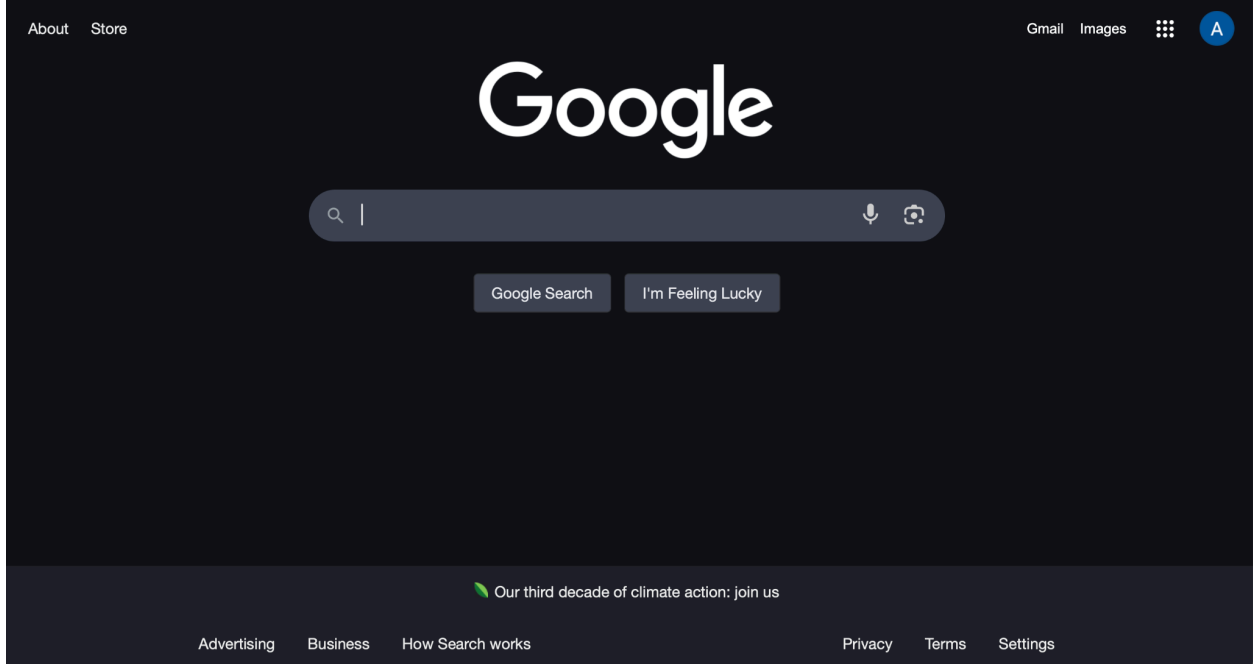 About Store Gmail Images A
Google
Google Search I'm Feeling Lucky
Our third decade of climate action: join us
Advertising Business How Search works Privacy Terms Settings